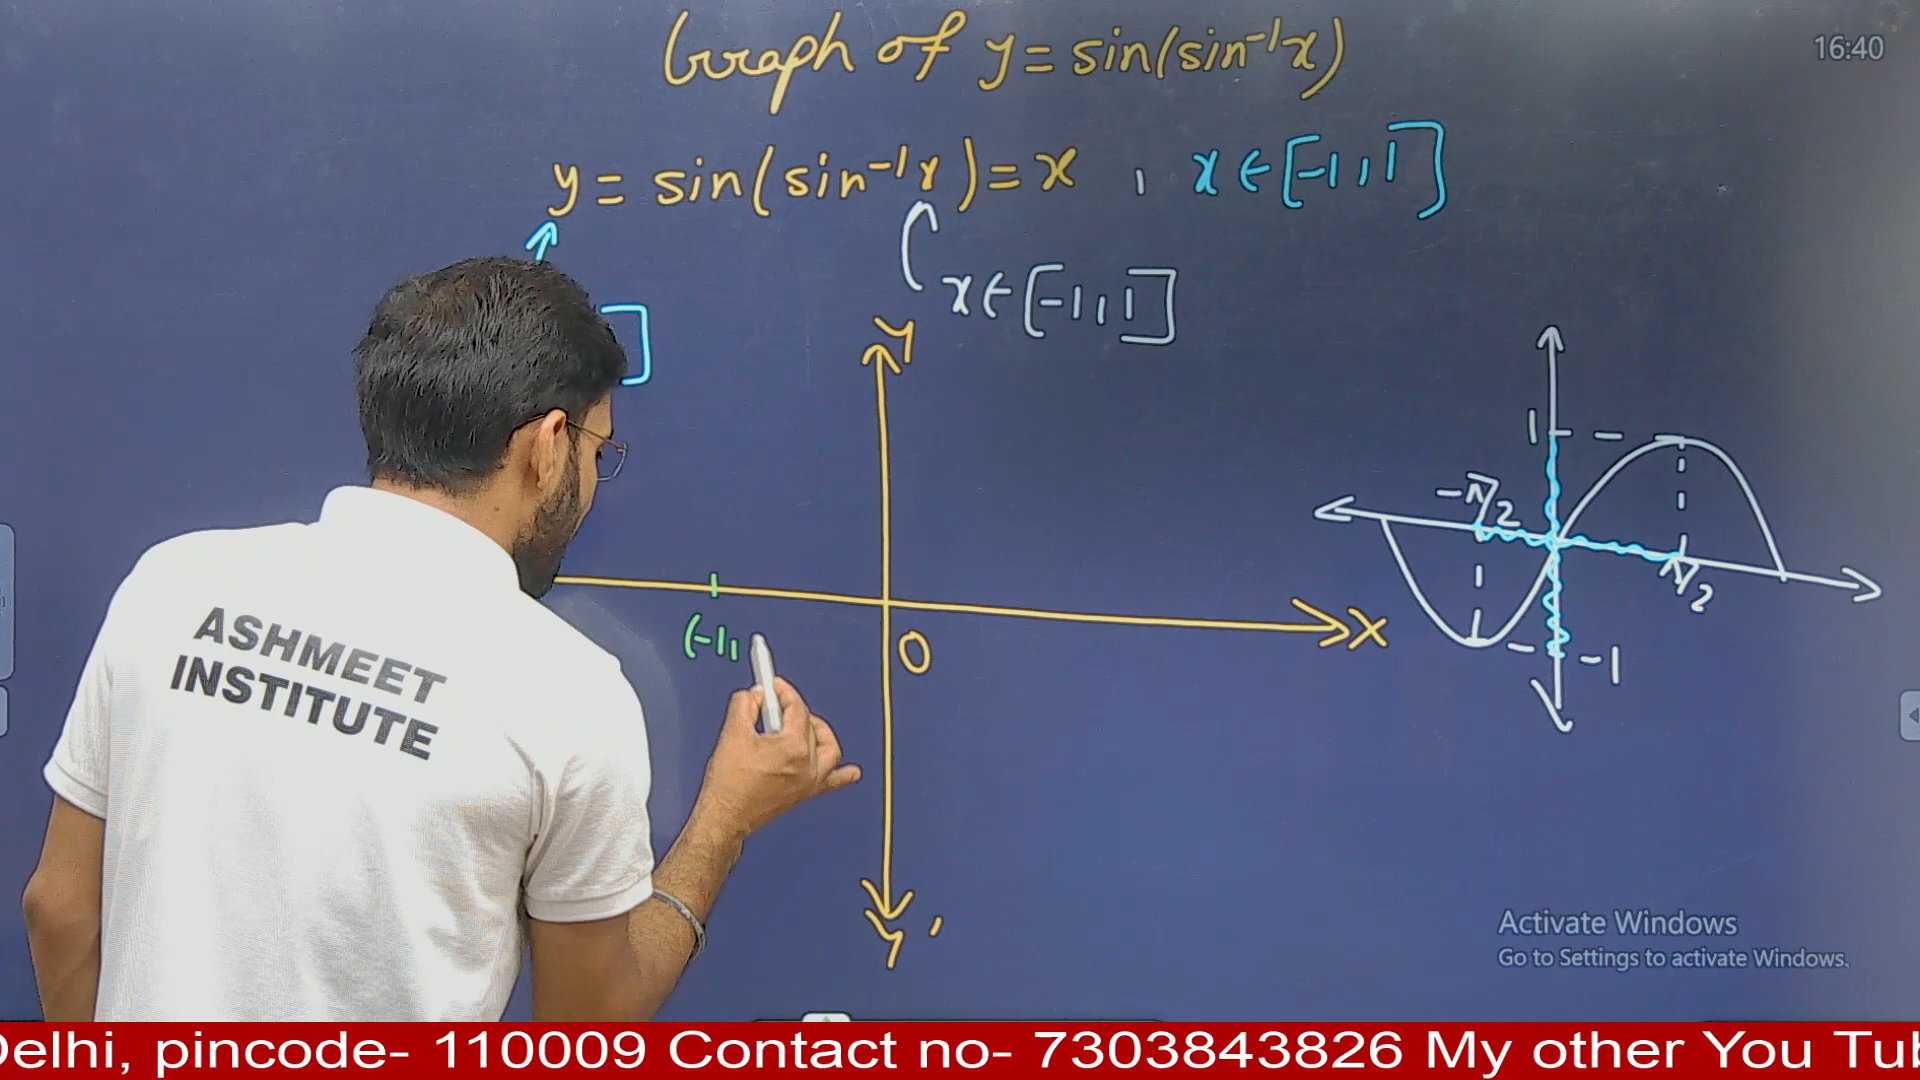 Graph of y = sin(sin⁻¹x)
16:40
y = sin(sin⁻¹x) = x , x ∈ [-1, 1]
x ∈ [-1, 1]
]
Y
1
-π/2
π/2
-1
(-1,
O
X
Y'
ASHMEET
INSTITUTE
Activate Windows
Go to Settings to activate Windows.
Delhi, pincode- 110009 Contact no- 7303843826 My other You Tub